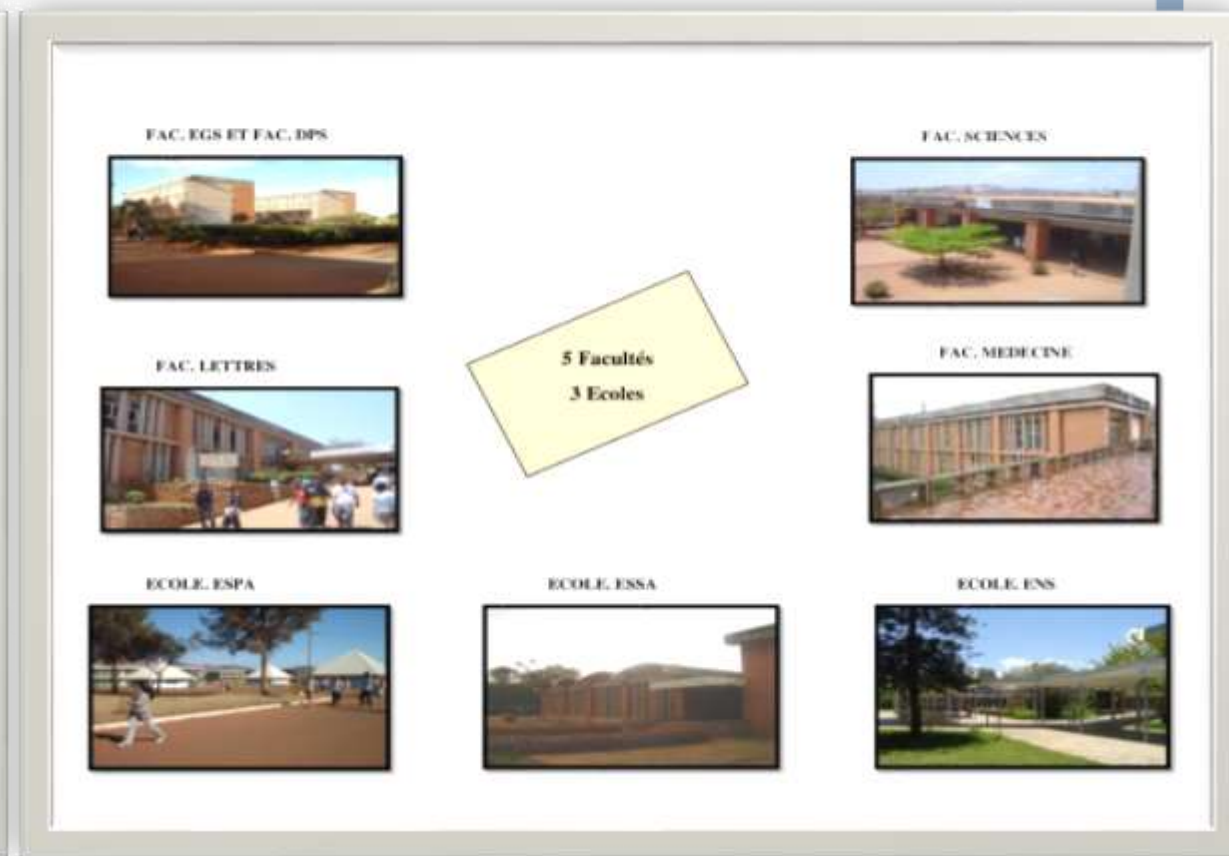 FAC. EGS ET FAC. DPS
FAC. SCIENCES
FAC. LETTRES
5 Facultés
3 Ecoles
FAC. MEDECINE
ECOLE. ESPA
ECOLE. ESSA
ECOLE. ENS